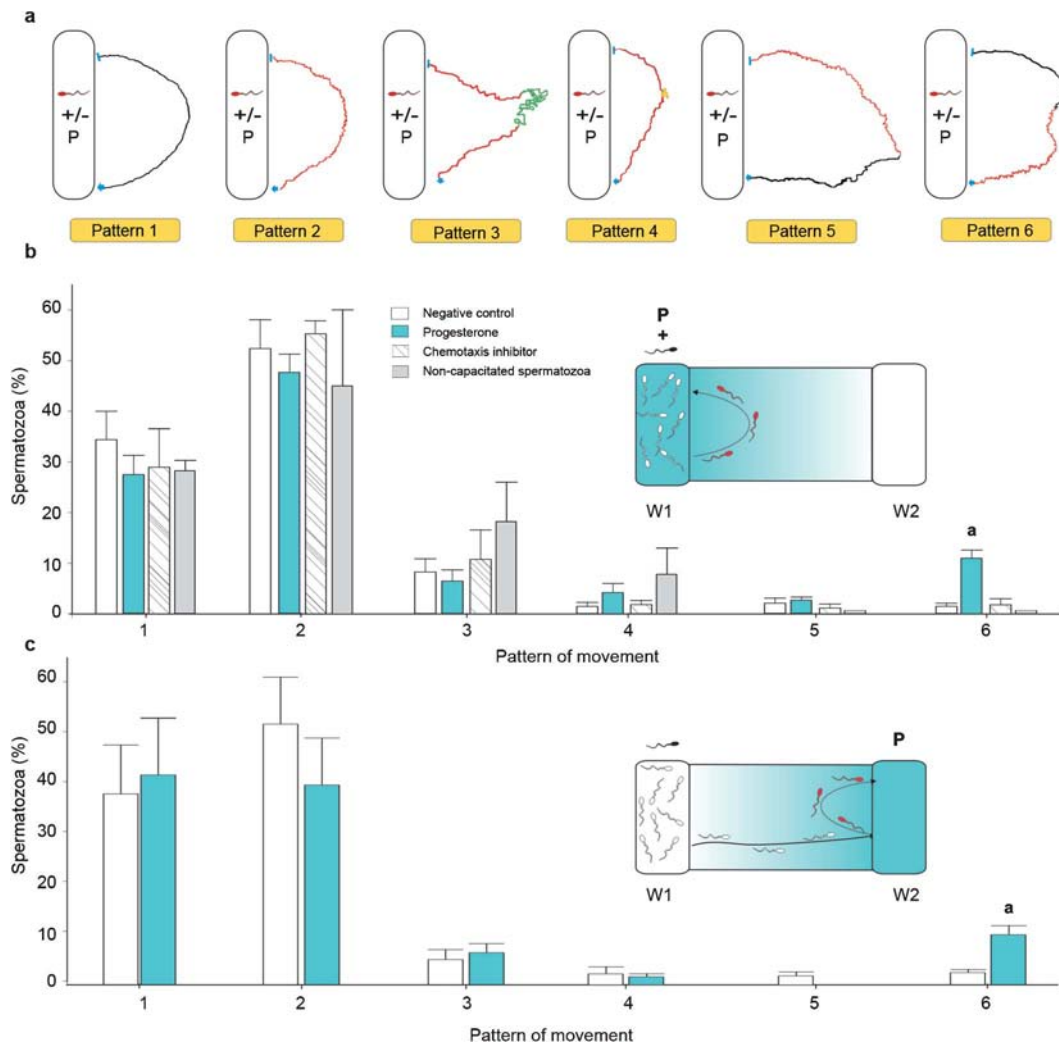 a
+/-
P
+/-
P
+/-
P
+/-
P
+/-
P
+/-
P
Pattern 1
Pattern 2
Pattern 3
Pattern 4
Pattern 5
Pattern 6
b
60
50
40
30
20
10
0
Spermatozoa (%)
Negative control
Progesterone
Chemotaxis inhibitor
Non-capacitated spermatozoa
P
+
W1
W2
a
1
2
3
4
5
6
Pattern of movement
c
60
50
40
30
20
10
0
Spermatozoa (%)
P
W1
W2
a
1
2
3
4
5
6
Pattern of movement